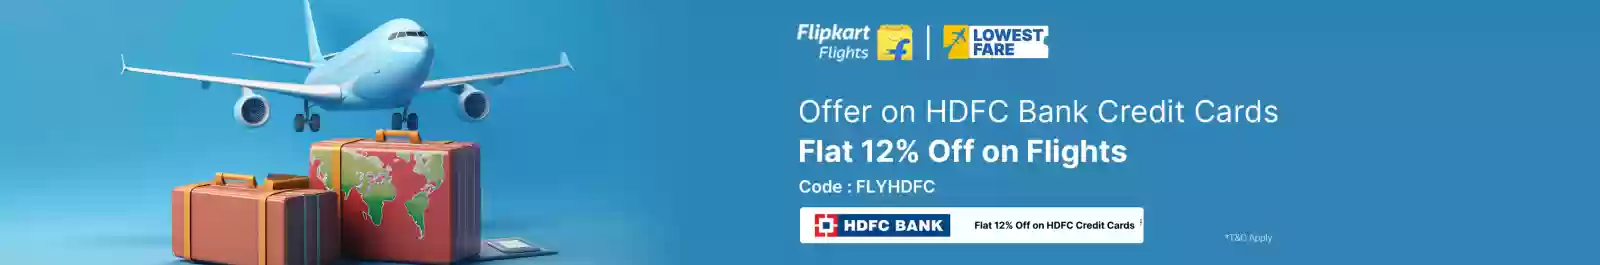 Flipkart
Flights
LOWEST
FARE
Offer on HDFC Bank Credit Cards
Flat 12% Off on Flights
Code : FLYHDFC
HDFC BANK
Flat 12% Off on HDFC Credit Cards
*T&C Apply